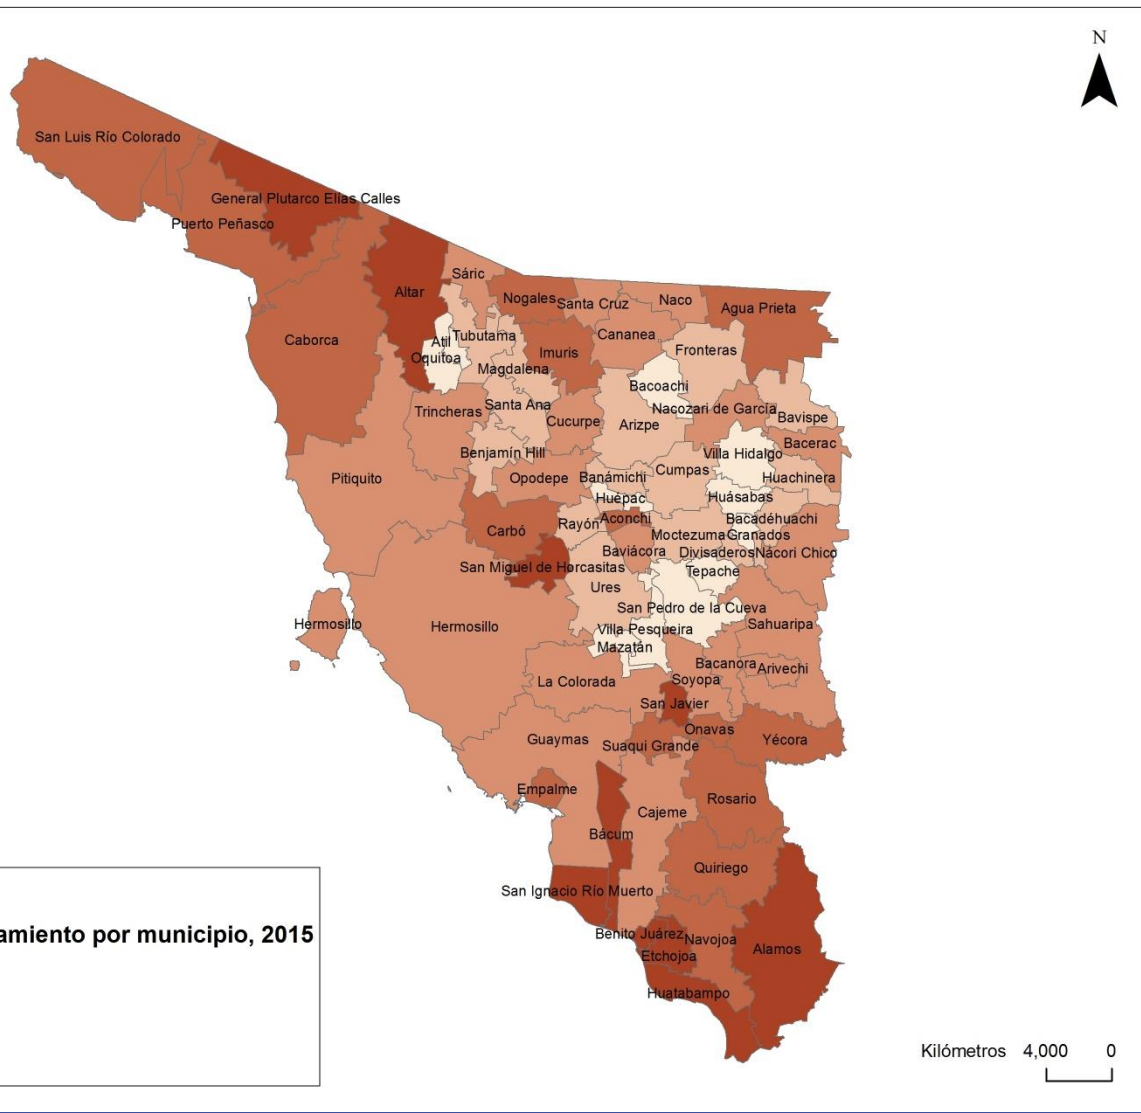 N
San Luis Río Colorado
General Plutarco Elías Calles
Puerto Peñasco
Sáric
Altar
Nogales
Santa Cruz
Naco
Agua Prieta
Caborca
Atil
Tubutama
Cananea
Imuris
Fronteras
Oquitoa
Magdalena
Bacoachi
Trincheras
Santa Ana
Cucurpe
Arizpe
Nacozari de García
Bavispe
Bacerac
Benjamín Hill
Villa Hidalgo
Pitiquito
Opodepe
Banámichi
Cumpas
Huachinera
Huépac
Huásabas
Carbó
Rayón
Aconchi
Bacadéhuachi
Moctezuma
Granados
Baviácora
Divisaderos
Nácori Chico
San Miguel de Horcasitas
Tepache
Ures
San Pedro de la Cueva
Hermosillo
Hermosillo
Villa Pesqueira
Sahuaripa
Mazatán
Bacanora
Arivechi
La Colorada
Soyopa
San Javier
Onavas
Guaymas
Suaqui Grande
Yécora
Empalme
Rosario
Cajeme
Bácum
Quiriego
San Ignacio Río Muerto
Benito Juárez
Navojoa
Etchojoa
Alamos
Huatabampo
amiento por municipio, 2015
Kilómetros 4,000 0